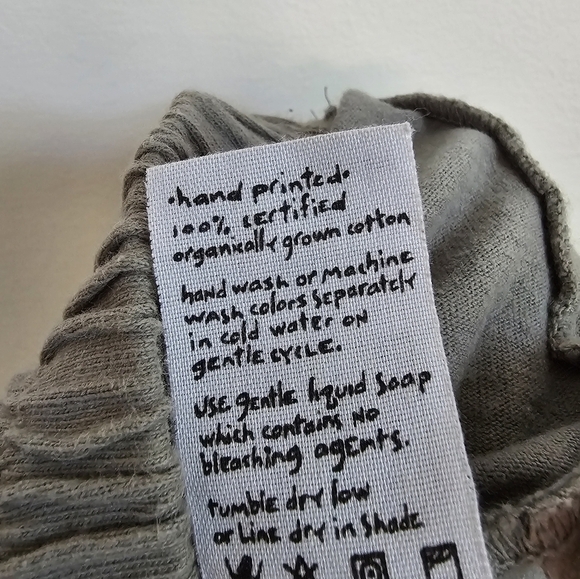 •hand printed•
100% certified
organically grown cotton
hand wash or machine
wash colors separately
in cold water on
gentle cycle.
use gentle liquid soap
which contains no
bleaching agents.
tumble dry low
or line dry in shade